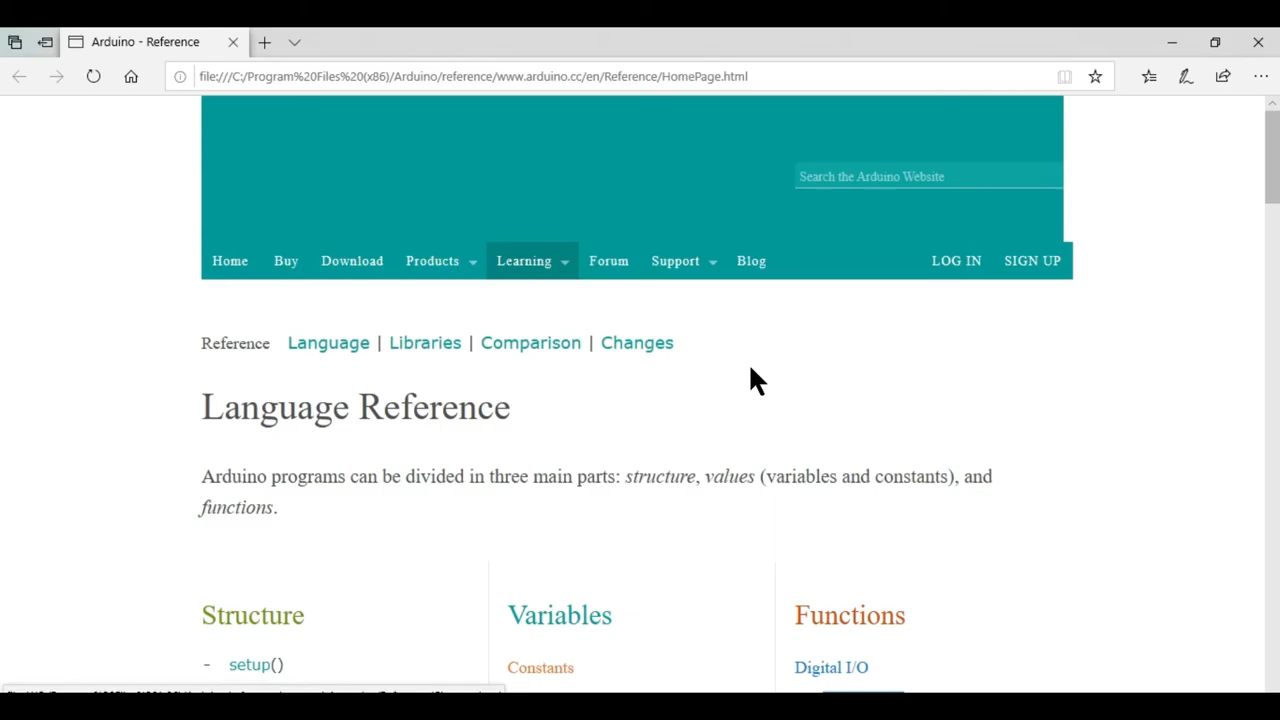 Arduino - Reference
file:///C:/Program%20Files%20(x86)/Arduino/reference/www.arduino.cc/en/Reference/HomePage.html
Search the Arduino Website
Home Buy Download Products Learning Forum Support Blog LOG IN SIGN UP
Reference Language | Libraries | Comparison | Changes
Language Reference
Arduino programs can be divided in three main parts: structure, values (variables and constants), and
functions.
Structure Variables Functions
- setup() Constants Digital I/O